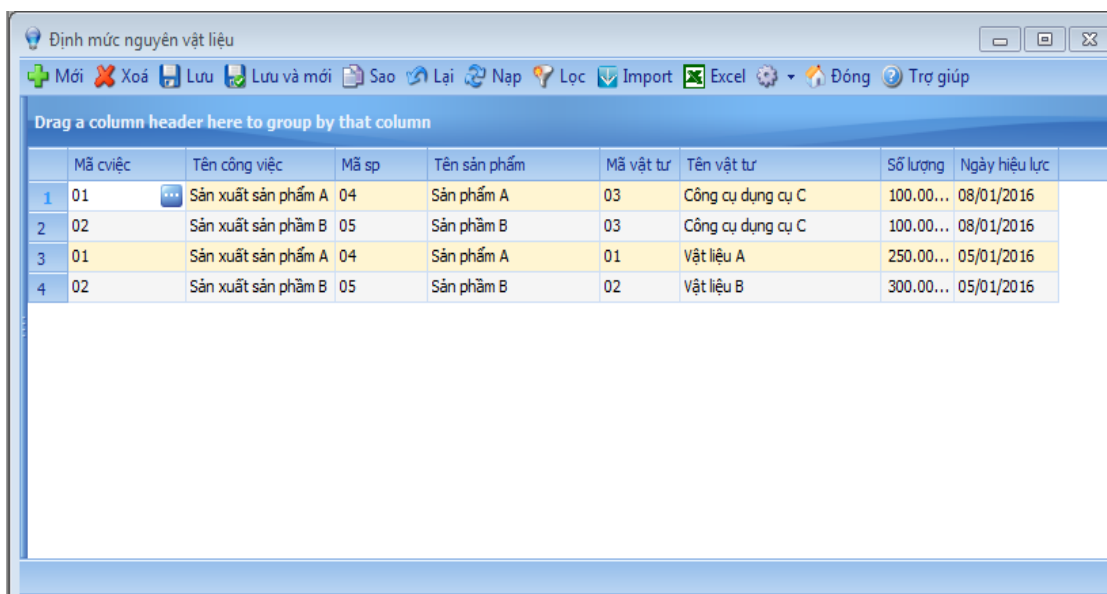 Định mức nguyên vật liệu
Mới Xoá Lưu Lưu và mới Sao Lại Nạp Lọc Import Excel Đóng Trợ giúp
Drag a column header here to group by that column
Mã cviệc Tên công việc Mã sp Tên sản phẩm Mã vật tư Tên vật tư Số lượng Ngày hiệu lực
1 01 ... Sản xuất sản phẩm A 04 Sản phẩm A 03 Công cụ dụng cụ C 100.00... 08/01/2016
2 02 Sản xuất sản phầm B 05 Sản phầm B 03 Công cụ dụng cụ C 100.00... 08/01/2016
3 01 Sản xuất sản phẩm A 04 Sản phẩm A 01 Vật liệu A 250.00... 05/01/2016
4 02 Sản xuất sản phầm B 05 Sản phầm B 02 Vật liệu B 300.00... 05/01/2016